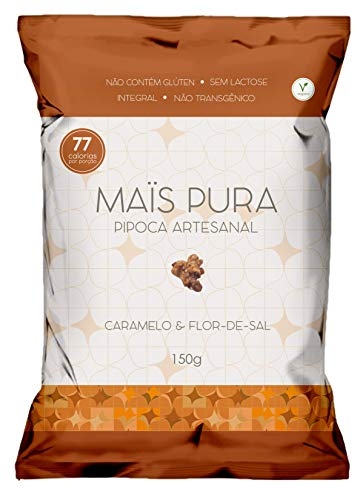 NÃO CONTÉM GLÚTEN • SEM LACTOSE
INTEGRAL • NÃO TRANSGÊNICO
V
77
calorias
por porção
MAÏS PURA
PIPOCA ARTESANAL
CARAMELO & FLOR-DE-SAL
150g